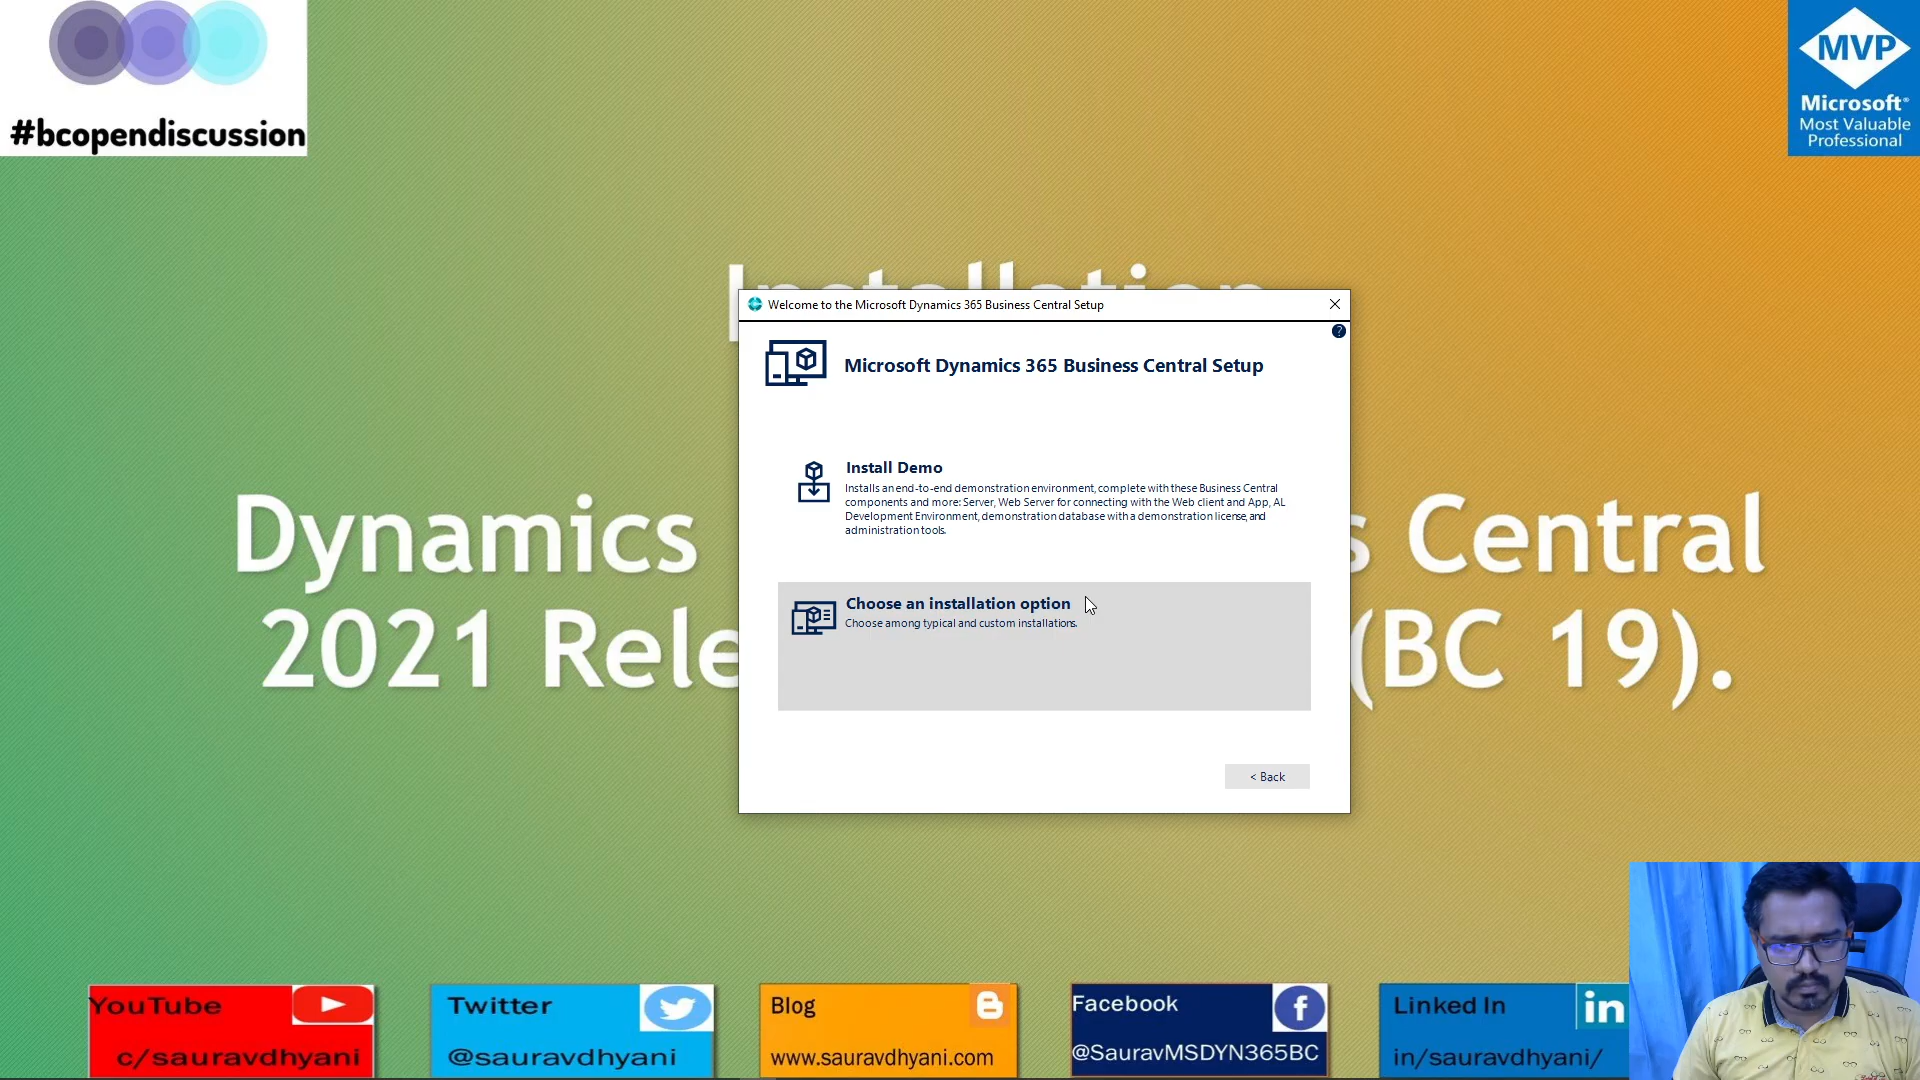 #bcopendiscussion
MVP
Microsoft®
Most Valuable
Professional
Welcome to the Microsoft Dynamics 365 Business Central Setup
?
Microsoft Dynamics 365 Business Central Setup
Install Demo
Installs an end-to-end demonstration environment, complete with these Business Central
components and more: Server, Web Server for connecting with the Web client and App, AL
Development Environment, demonstration database with a demonstration license, and
administration tools.
Choose an installation option
Choose among typical and custom installations.
< Back
Installation
Dynamics s Central
2021 Rele (BC 19).
YouTube
c/sauravdhyani
Twitter
@sauravdhyani
Blog
www.sauravdhyani.com
Facebook
@SauravMSDYN365BC
Linked In
in/sauravdhyani/